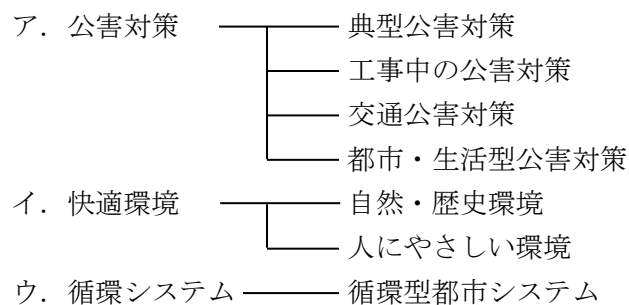 ア．公害対策 典型公害対策
工事中の公害対策
交通公害対策
都市・生活型公害対策
イ．快適環境 自然・歴史環境
人にやさしい環境
ウ．循環システム 循環型都市システム